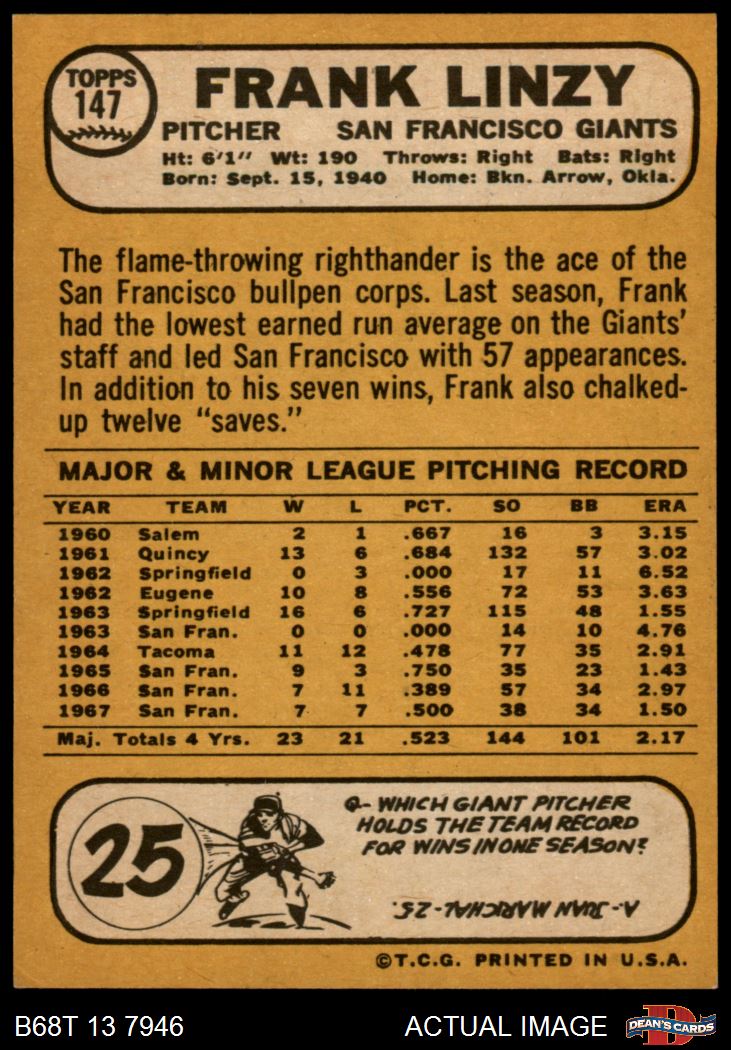 TOPPS
147
FRANK LINZY
PITCHER SAN FRANCISCO GIANTS
Ht: 6'1" Wt: 190 Throws: Right Bats: Right
Born: Sept. 15, 1940 Home: Bkn. Arrow, Okla.
The flame-throwing righthander is the ace of the
San Francisco bullpen corps. Last season, Frank
had the lowest earned run average on the Giants'
staff and led San Francisco with 57 appearances.
In addition to his seven wins, Frank also chalked-
up twelve "saves."
MAJOR & MINOR LEAGUE PITCHING RECORD
YEAR TEAM W L PCT. SO BB ERA
1960 Salem 2 1 .667 16 3 3.15
1961 Quincy 13 6 .684 132 57 3.02
1962 Springfield 0 3 .000 17 11 6.52
1962 Eugene 10 8 .556 72 53 3.63
1963 Springfield 16 6 .727 115 48 1.55
1963 San Fran. 0 0 .000 14 10 4.76
1964 Tacoma 11 12 .478 77 35 2.91
1965 San Fran. 9 3 .750 35 23 1.43
1966 San Fran. 7 11 .389 57 34 2.97
1967 San Fran. 7 7 .500 38 34 1.50
Maj. Totals 4 Yrs. 23 21 .523 144 101 2.17
25
Q- WHICH GIANT PITCHER
HOLDS THE TEAM RECORD
FOR WINS IN ONE SEASON?
A- JUAN MARICHAL - 25.
©T.C.G. PRINTED IN U.S.A.
B68T 13 7946 ACTUAL IMAGE
D
DEAN'S CARDS